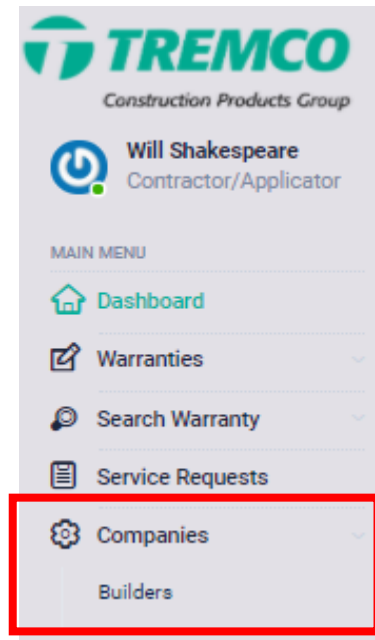 TREMCO
Construction Products Group
Will Shakespeare
Contractor/Applicator
MAIN MENU
Dashboard
Warranties
Search Warranty
Service Requests
Companies
Builders